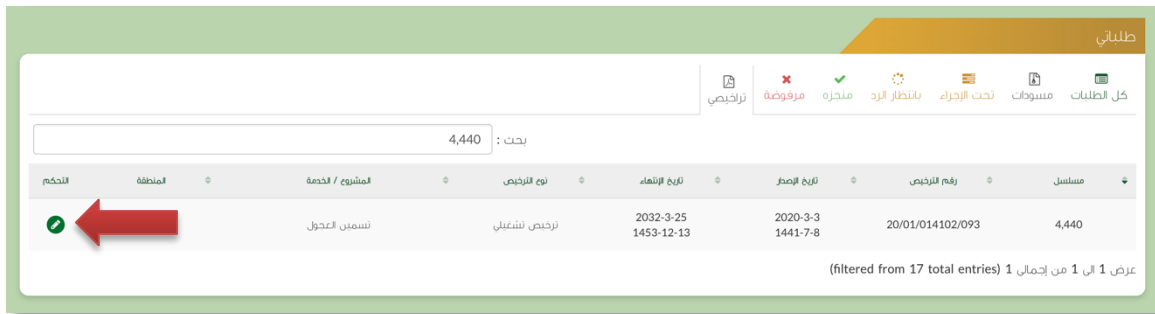 طلباتي
كل الطلبات مسودات تحت الإجراء بانتظار الرد منجزه مرفوضة تراخيصي
بحث : 4,440
مسلسل رقم الترخيص تاريخ الإصدار تاريخ الإنتهاء نوع الترخيص المشروع / الخدمة المنطقة التحكم
4,440 20/01/014102/093 2020-3-3 2032-3-25 ترخيص تشغيلي تسمين العجول
1441-7-8 1453-12-13
عرض 1 الى 1 من إجمالى 1 (filtered from 17 total entries)